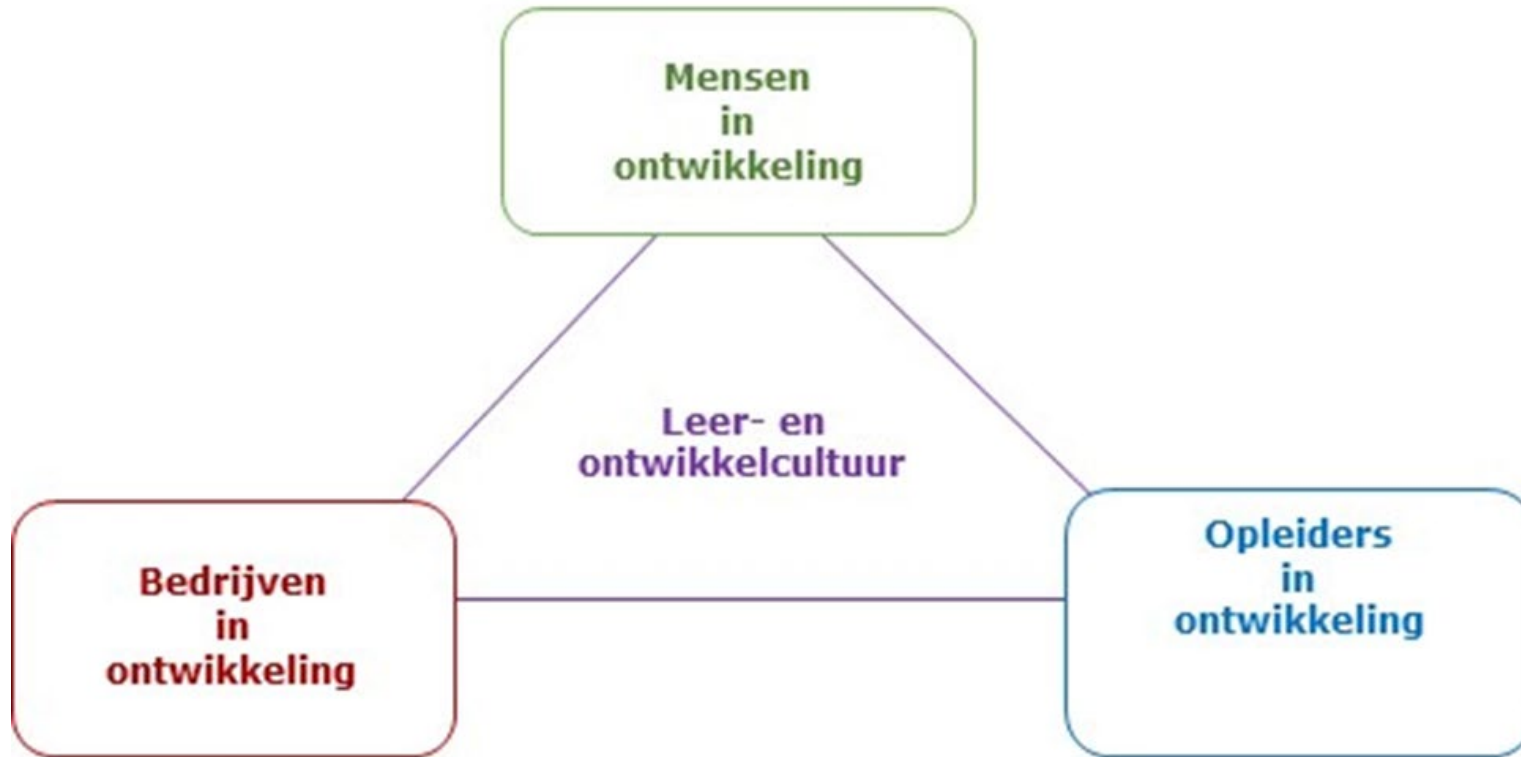 Mensen
in
ontwikkeling
Leer- en
ontwikkelcultuur
Bedrijven
in
ontwikkeling
Opleiders
in
ontwikkeling